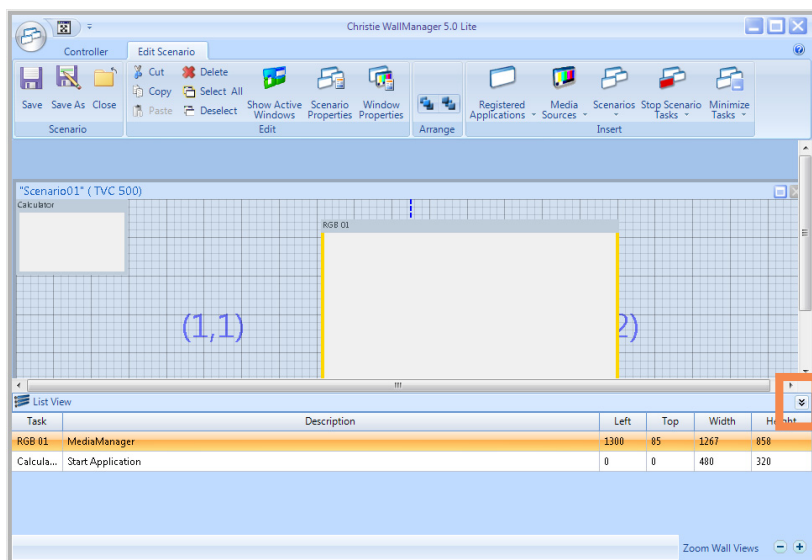 Christie WallManager 5.0 Lite
Controller
Edit Scenario
Save
Save As
Close
Scenario
Cut
Copy
Paste
Delete
Select All
Deselect
Show Active
Windows
Scenario
Properties
Window
Properties
Edit
Arrange
Registered
Applications
Media
Sources
Scenarios
Stop Scenario
Tasks
Minimize
Tasks
Insert
"Scenario01" ( TVC 500)
Calculator
RGB 01
(1,1)
2)
List View
Task Description Left Top Width Height
RGB 01 MediaManager 1300 85 1267 858
Calcula... Start Application 0 0 480 320
Zoom Wall Views